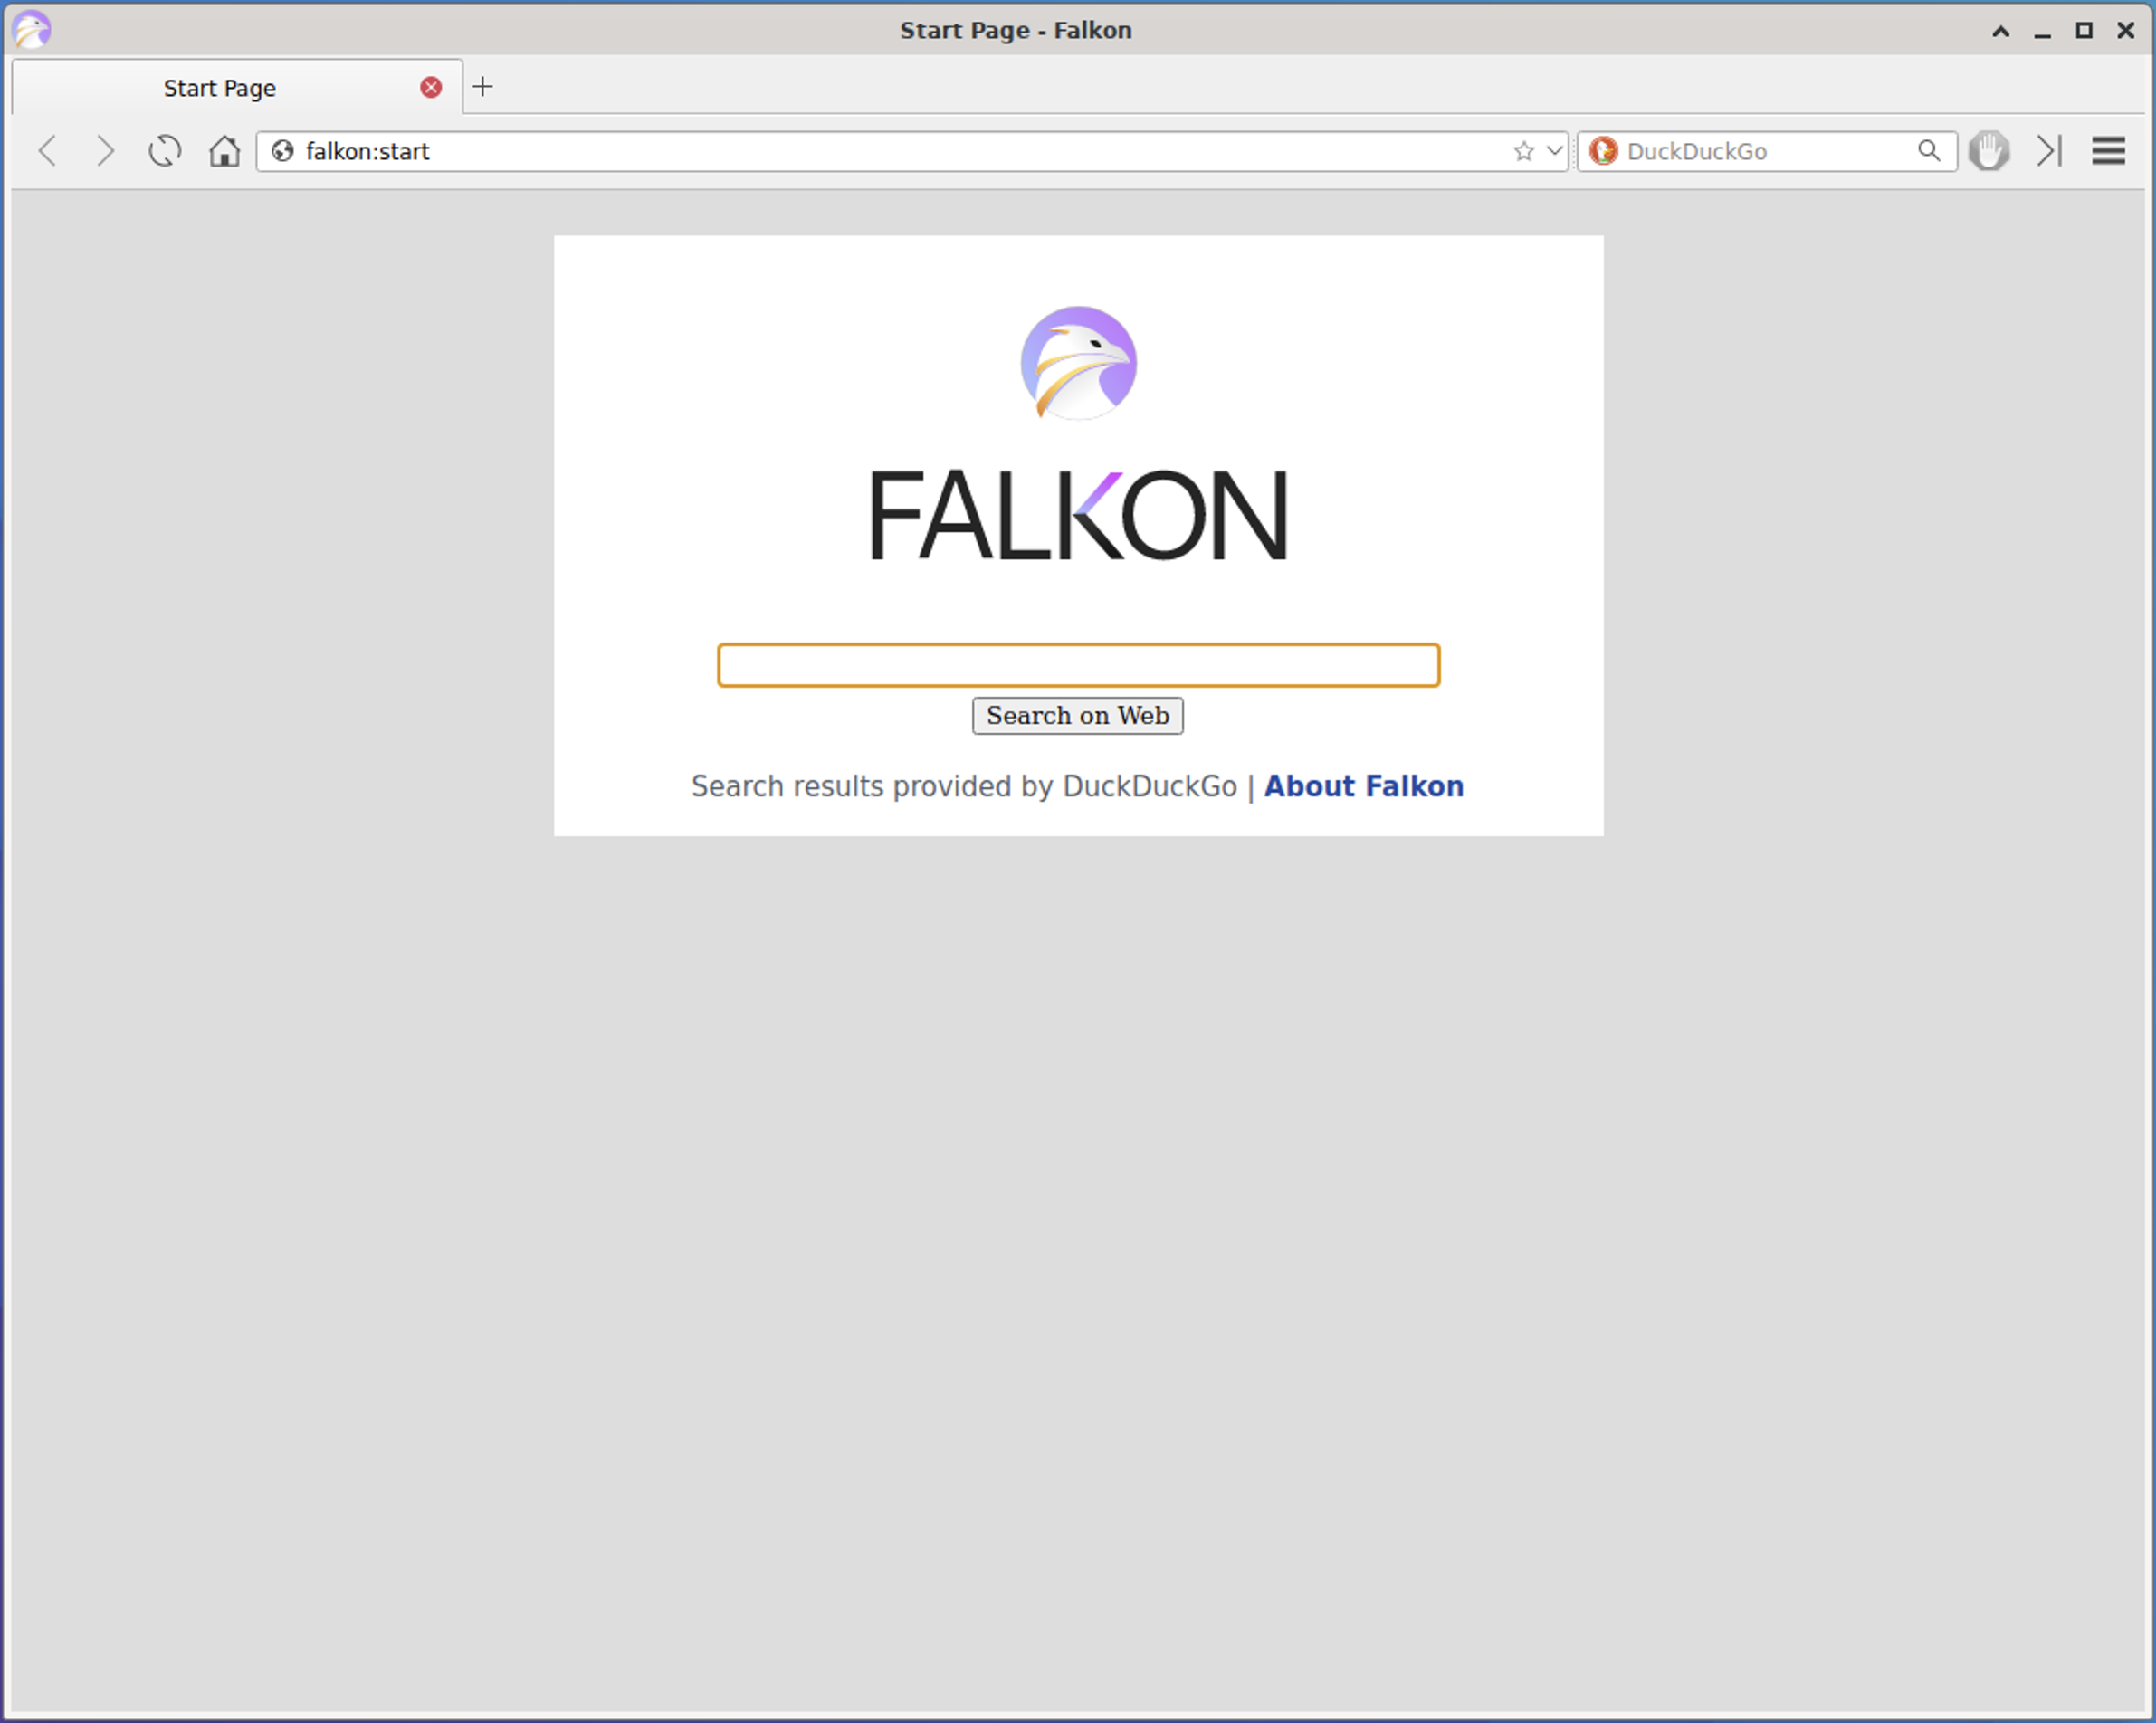 Start Page - Falkon
Start Page
falkon:start
DuckDuckGo
FALKON
Search on Web
Search results provided by DuckDuckGo | About Falkon